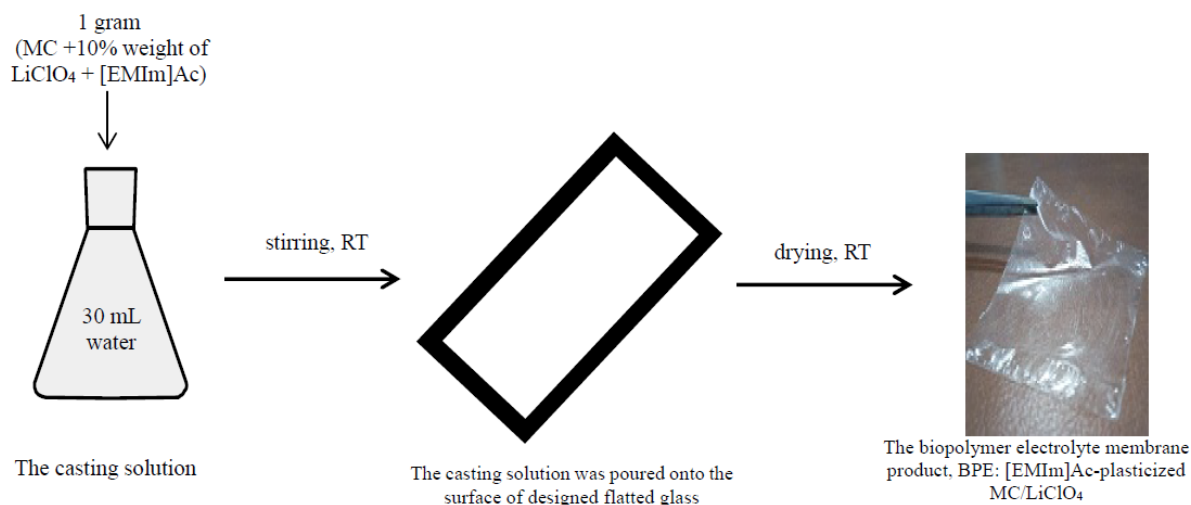 1 gram
(MC +10% weight of
LiClO₄ + [EMIm]Ac)
30 mL
water
The casting solution
stirring, RT
The casting solution was poured onto the
surface of designed flatted glass
drying, RT
The biopolymer electrolyte membrane
product, BPE: [EMIm]Ac-plasticized
MC/LiClO₄